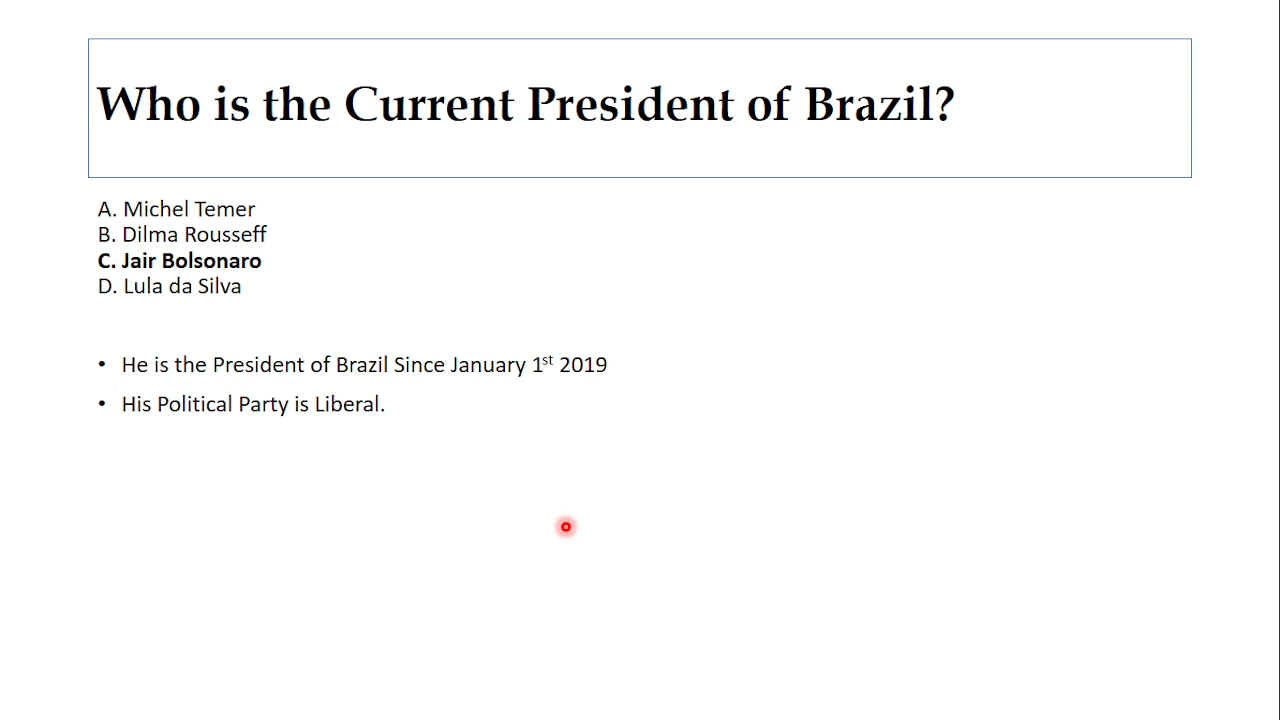 Who is the Current President of Brazil?
A. Michel Temer
B. Dilma Rousseff
C. Jair Bolsonaro
D. Lula da Silva
• He is the President of Brazil Since January 1st 2019
• His Political Party is Liberal.